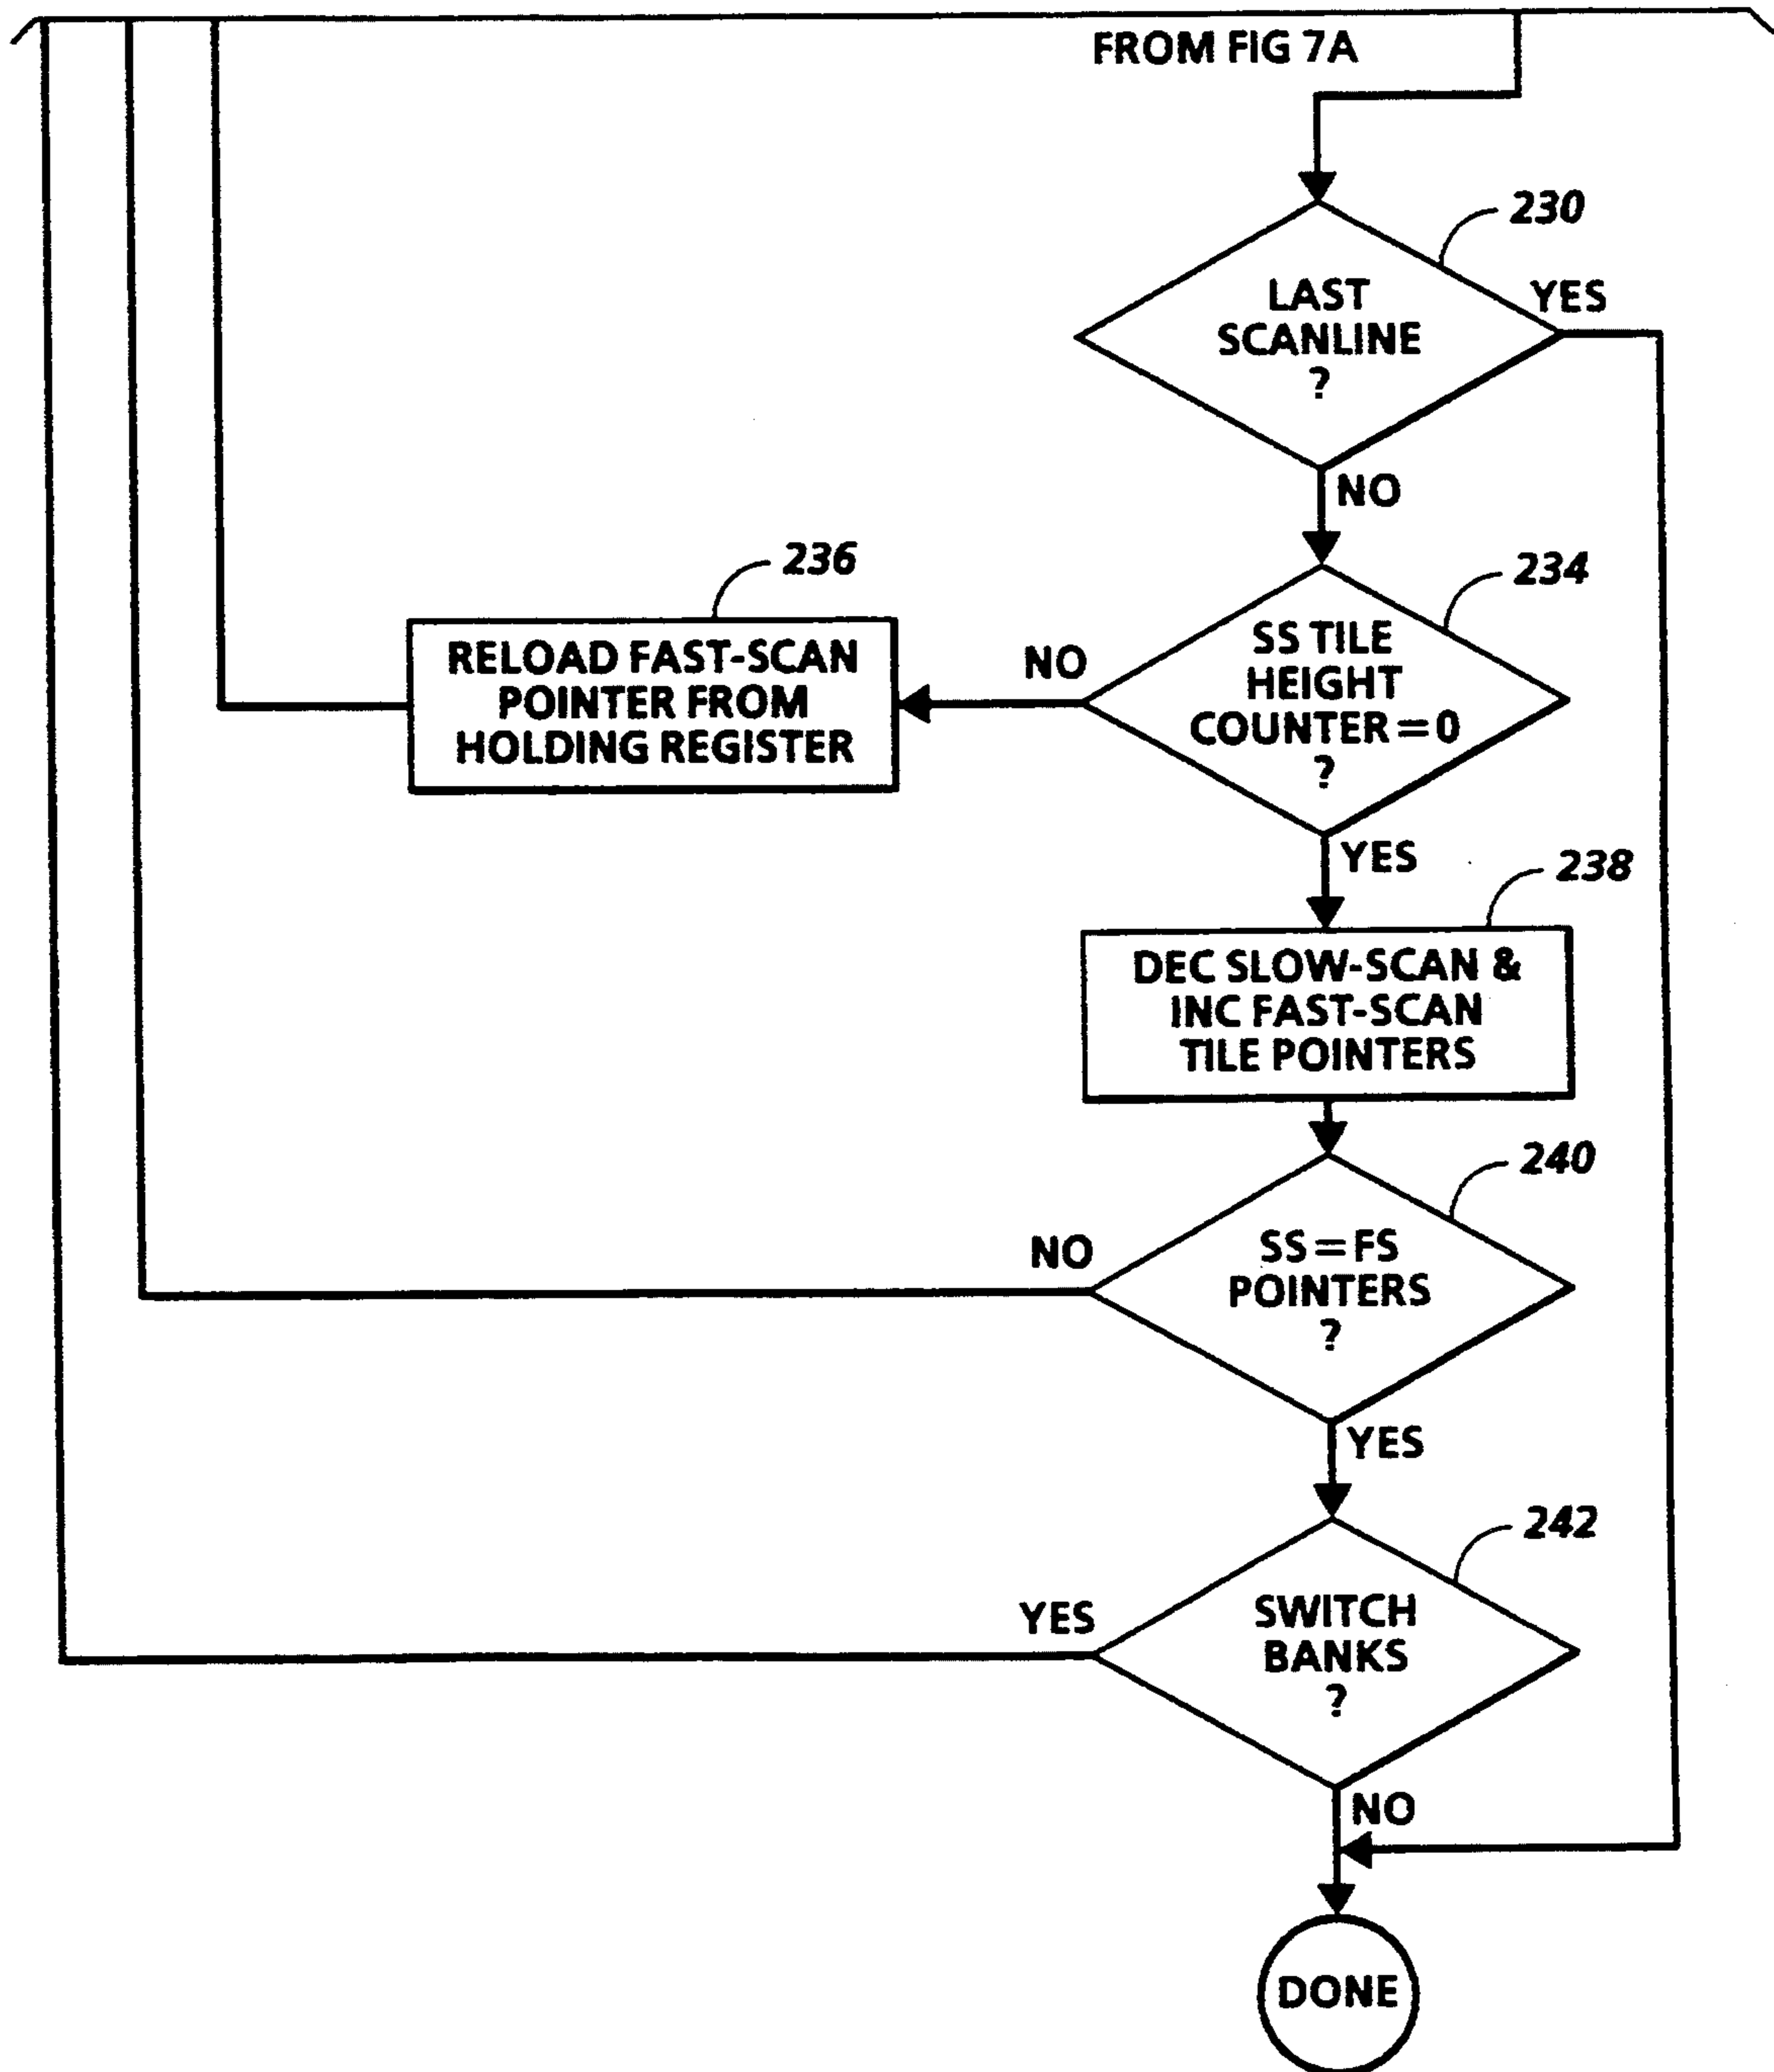 FROM FIG 7A
230
LAST
SCANLINE
?
YES
NO
236
234
RELOAD FAST-SCAN
POINTER FROM
HOLDING REGISTER
NO
SS TILE
HEIGHT
COUNTER=0
?
YES
238
DEC SLOW-SCAN &
INC FAST-SCAN
TILE POINTERS
240
NO
SS=FS
POINTERS
?
YES
242
YES
SWITCH
BANKS
?
NO
DONE